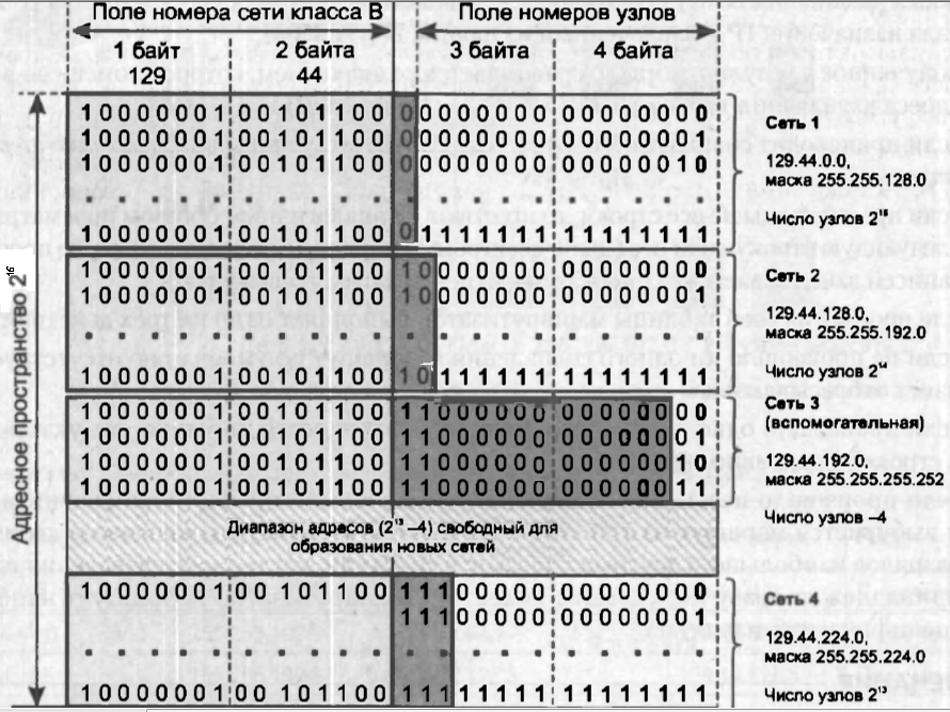 Поле номера сети класса В Поле номеров узлов
1 байт 2 байта 3 байта 4 байта
129 44
Адресное пространство 2¹⁶
10000001 00101100 00000000 00000000
10000001 00101100 00000000 00000001
10000001 00101100 00000000 00000010
10000001 00101100 01111111 11111111
Сеть 1
129.44.0.0,
маска 255.255.128.0
Число узлов 2¹⁴
10000001 00101100 10000000 00000000
10000001 00101100 10000000 00000001
10000001 00101100 10111111 11111111
Сеть 2
129.44.128.0,
маска 255.255.192.0
Число узлов 2¹⁴
10000001 00101100 11000000 00000000
10000001 00101100 11000000 00000001
10000001 00101100 11000000 00000010
10000001 00101100 11000000 00000011
Сеть 3
(вспомогательная)
129.44.192.0,
маска 255.255.255.252
Число узлов –4
Диапазон адресов (2¹³ –4) свободный для
образования новых сетей
10000001 00101100 11100000 00000000
11100000 00000001
10000001 00101100 11111111 11111111
Сеть 4
129.44.224.0,
маска 255.255.224.0
Число узлов 2¹³